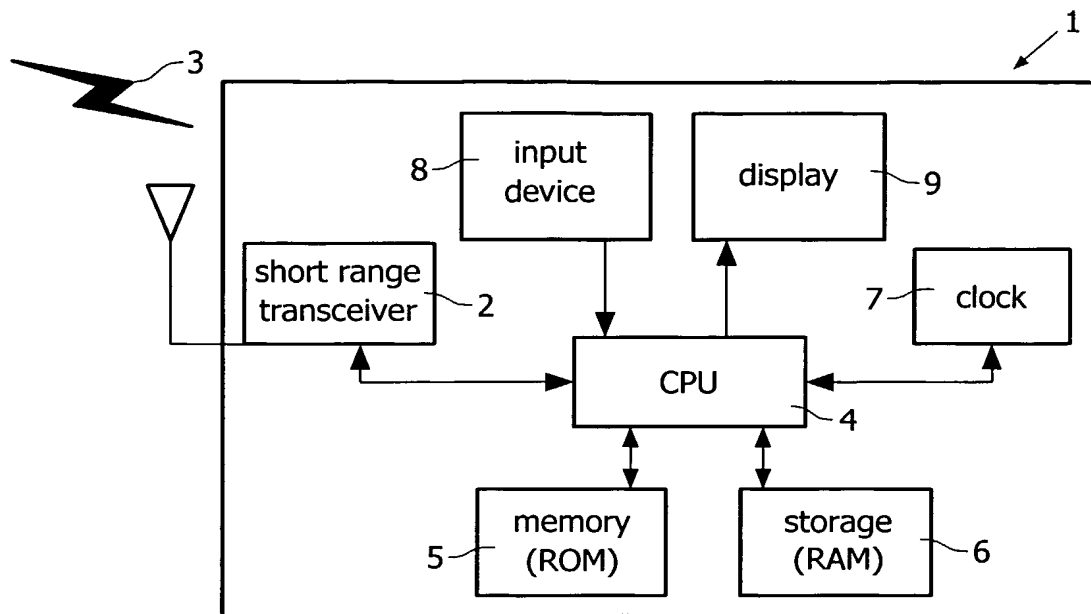 1
3
input
device
8
display
9
short range
transceiver
2
7
clock
CPU
4
memory
(ROM)
5
storage
(RAM)
6